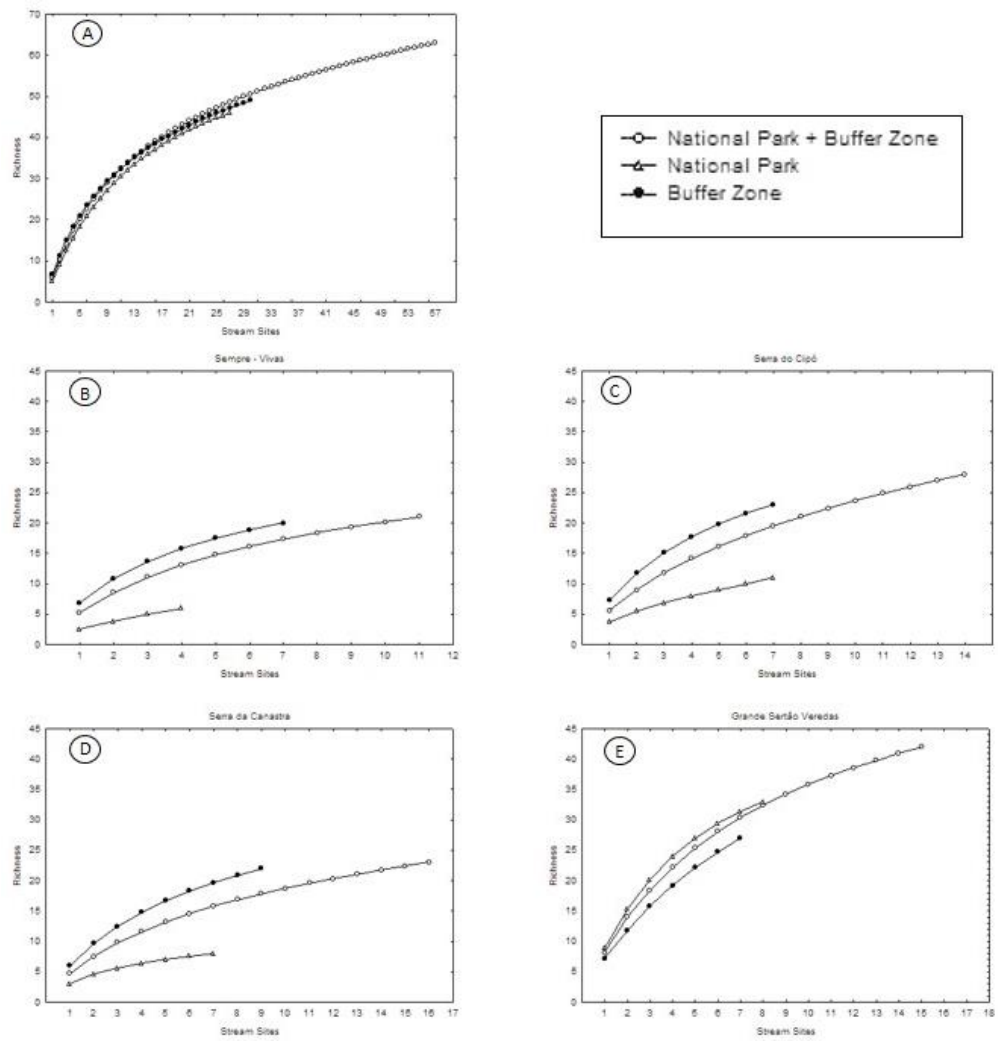 A
70
60
50
40
30
20
10
0
Richness
1 6 7 9 12 13 17 21 22 25 29 31 33 37 41 45 46 49 53 57
Stream Sites
National Park + Buffer Zone
National Park
Buffer Zone
Sempre - Vivas
B
45
40
35
30
25
20
15
10
5
0
Richness
1 2 3 4 5 6 7 8 9 10 11 12
Stream Sites
Serra do Cipó
C
45
40
35
30
25
20
15
10
5
0
Richness
1 2 3 4 5 6 7 8 9 10 11 12 13 14
Stream Sites
Serra da Canastra
D
45
40
35
30
25
20
15
10
5
0
Richness
1 2 3 4 5 6 7 8 9 10 11 12 13 14 15 16 17
Stream Sites
Grande Sertão Veredas
E
45
40
35
30
25
20
15
10
5
0
Richness
1 2 3 4 5 6 7 8 9 10 11 12 13 14 15 16 17 18
Stream Sites